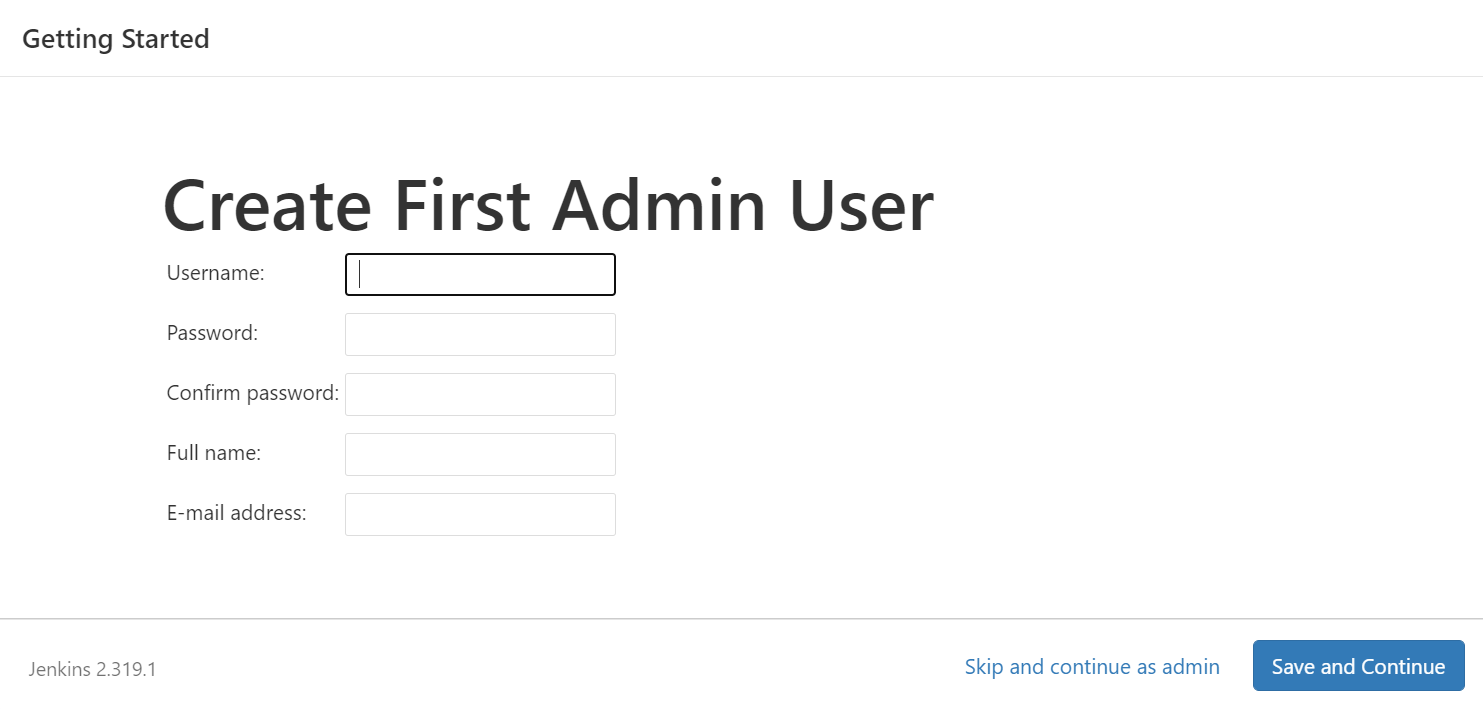 Getting Started
Create First Admin User
Username:
Password:
Confirm password:
Full name:
E-mail address:
Jenkins 2.319.1
Skip and continue as admin
Save and Continue